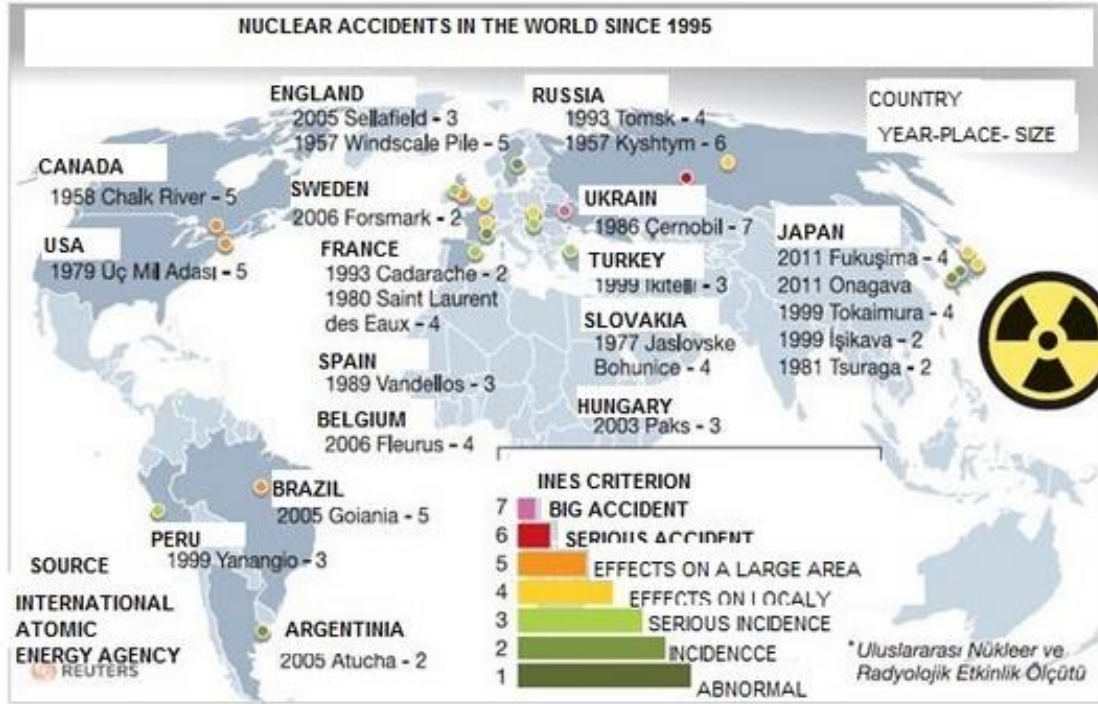 NUCLEAR ACCIDENTS IN THE WORLD SINCE 1995
ENGLAND
2005 Sellafield - 3
1957 Windscale Pile - 5
RUSSIA
1993 Tomsk - 4
1957 Kyshtym - 6
COUNTRY
YEAR-PLACE- SIZE
CANADA
1958 Chalk River - 5
SWEDEN
2006 Forsmark - 2
UKRAIN
1986 Çernobil - 7
USA
1979 Üç Mil Adası - 5
FRANCE
1993 Cadarache - 2
1980 Saint Laurent
des Eaux - 4
TURKEY
1999 İkitelli - 3
JAPAN
2011 Fukuşima - 4
2011 Onagava
1999 Tokaimura - 4
1999 İşikava - 2
1981 Tsuraga - 2
SLOVAKIA
1977 Jaslovske
Bohunice - 4
SPAIN
1989 Vandellos - 3
HUNGARY
2003 Paks - 3
BELGIUM
2006 Fleurus - 4
BRAZIL
2005 Goiania - 5
PERU
1999 Yanangio - 3
ARGENTINIA
2005 Atucha - 2
INES CRITERION
7 BIG ACCIDENT
6 SERIOUS ACCIDENT
5 EFFECTS ON A LARGE AREA
4 EFFFECTS ON LOCALY
3 SERIOUS INCIDENCE
2 INCIDENCCE
1 ABNORMAL
SOURCE
INTERNATIONAL
ATOMIC
ENERGY AGENCY
REUTERS
*Uluslararası Nükleer ve
Radyolojik Etkinlik Ölçütü